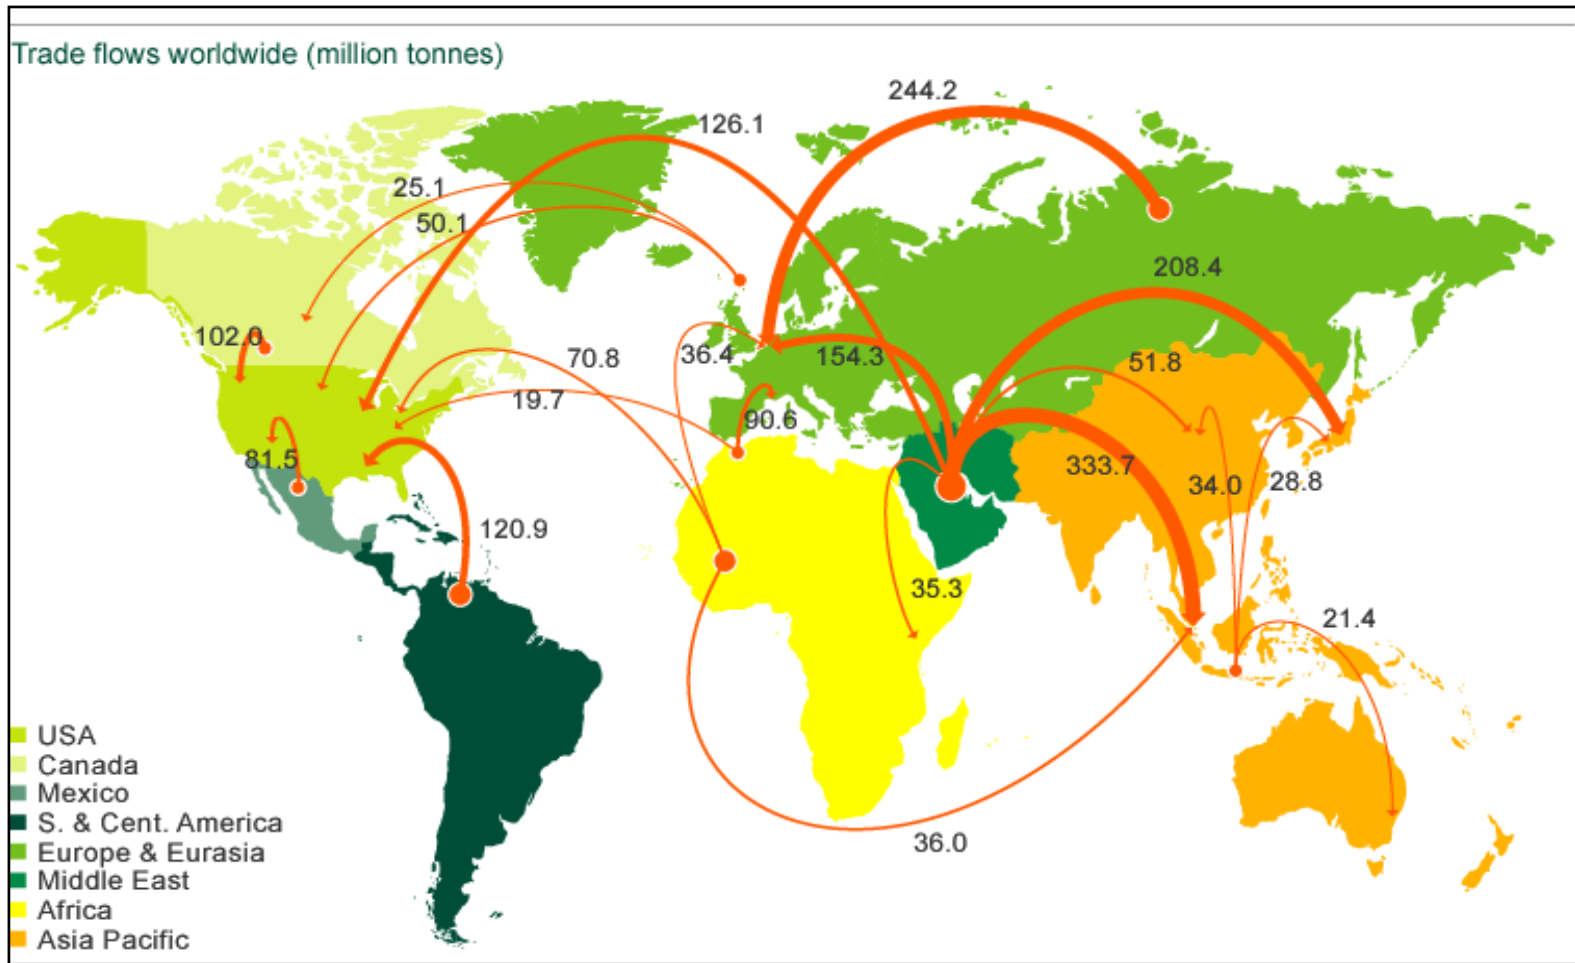 Trade flows worldwide (million tonnes)
244.2
126.1
25.1
50.1
208.4
102.0
70.8
36.4
154.3
51.8
19.7
90.6
81.5
333.7
34.0
28.8
120.9
35.3
21.4
36.0
USA
Canada
Mexico
S. & Cent. America
Europe & Eurasia
Middle East
Africa
Asia Pacific